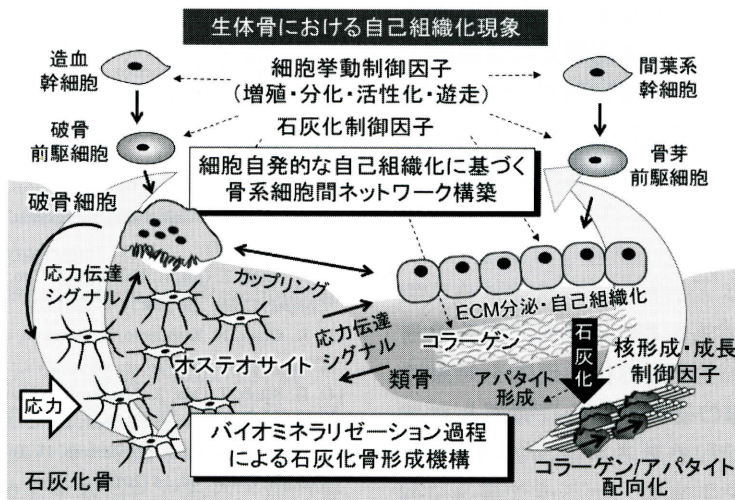 生体骨における自己組織化現象
造血
幹細胞
細胞挙動制御因子
(増殖・分化・活性化・遊走)
間葉系
幹細胞
石灰化制御因子
破骨
前駆細胞
骨芽
前駆細胞
細胞自発的な自己組織化に基づく
骨系細胞間ネットワーク構築
破骨細胞
応力伝達
シグナル
カップリング
ECM分泌・自己組織化
応力伝達
シグナル
コラーゲン
石灰化
オステオサイト
類骨
アパタイト
形成
核形成・成長
制御因子
応力
バイオミネラリゼーション過程
による石灰化骨形成機構
石灰化骨
コラーゲン/アパタイト
配向化